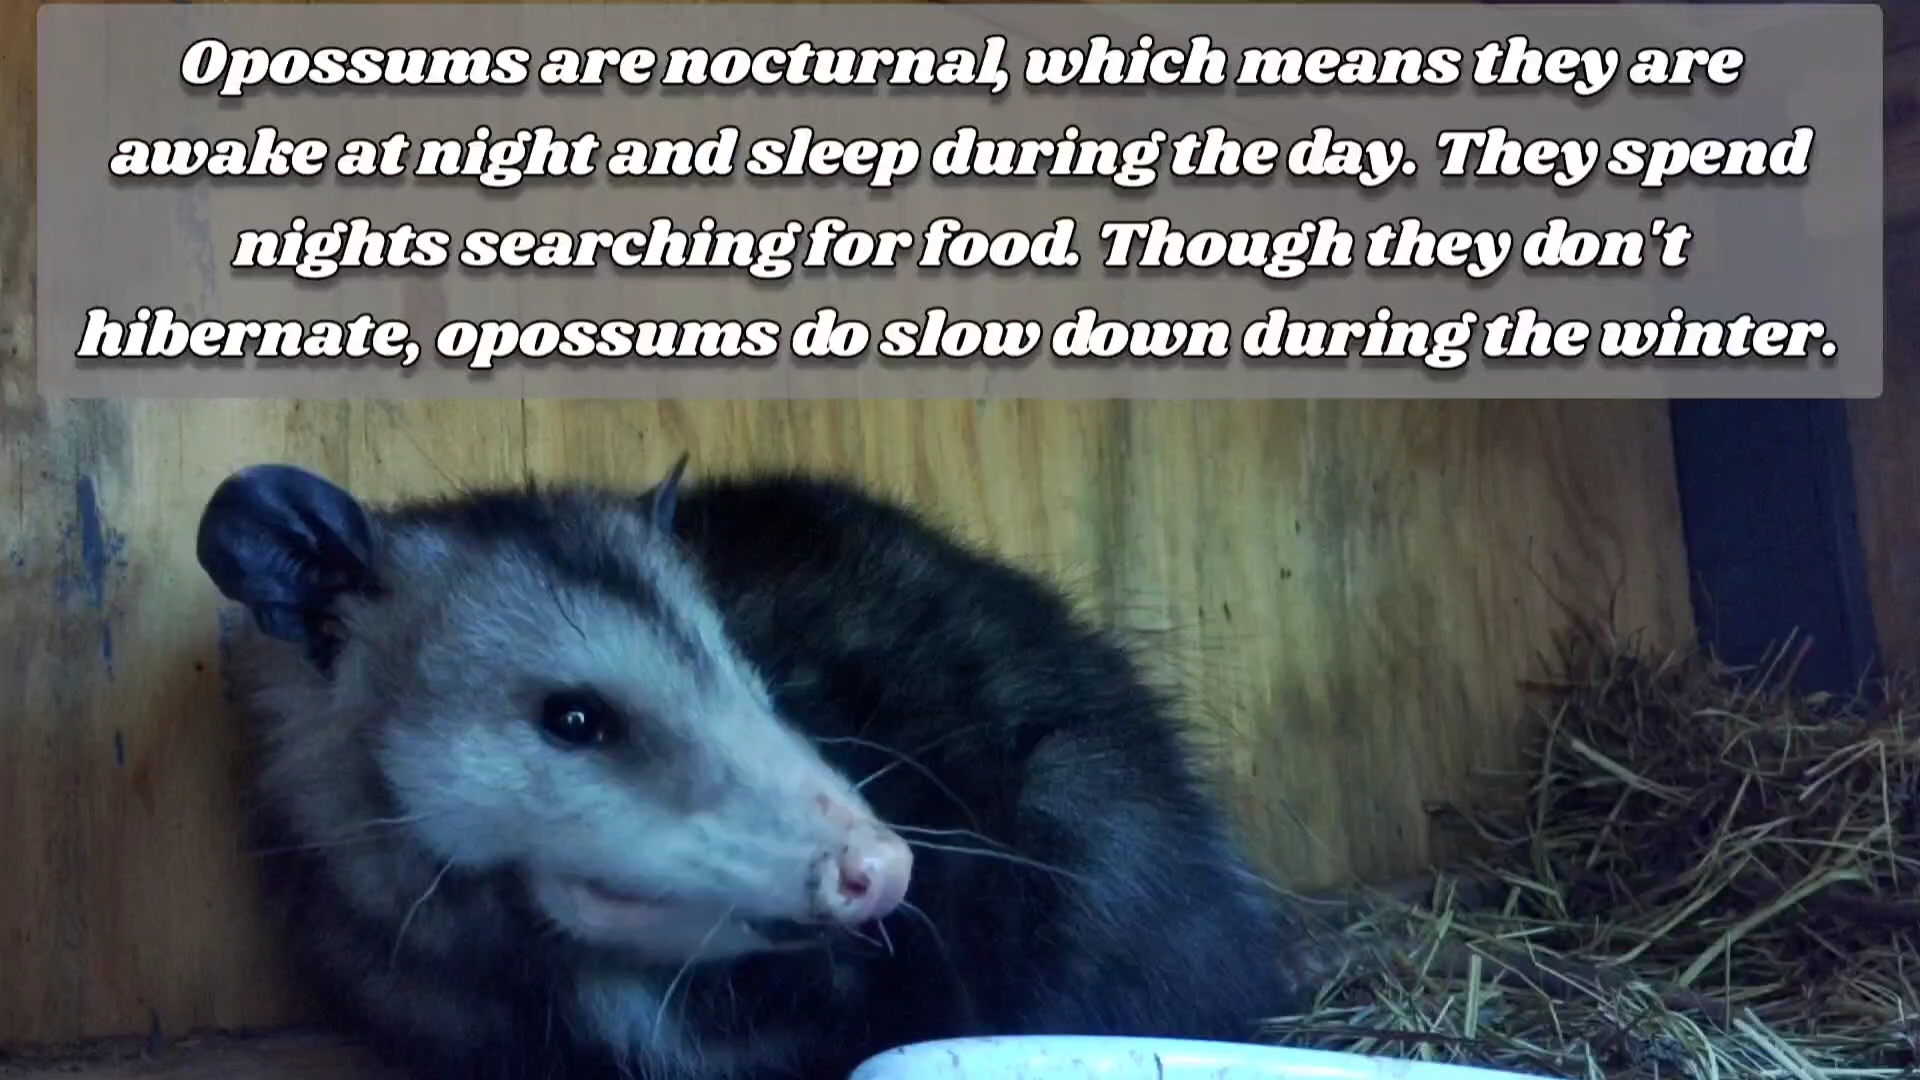 Opossums are nocturnal, which means they are
awake at night and sleep during the day. They spend
nights searching for food. Though they don't
hibernate, opossums do slow down during the winter.